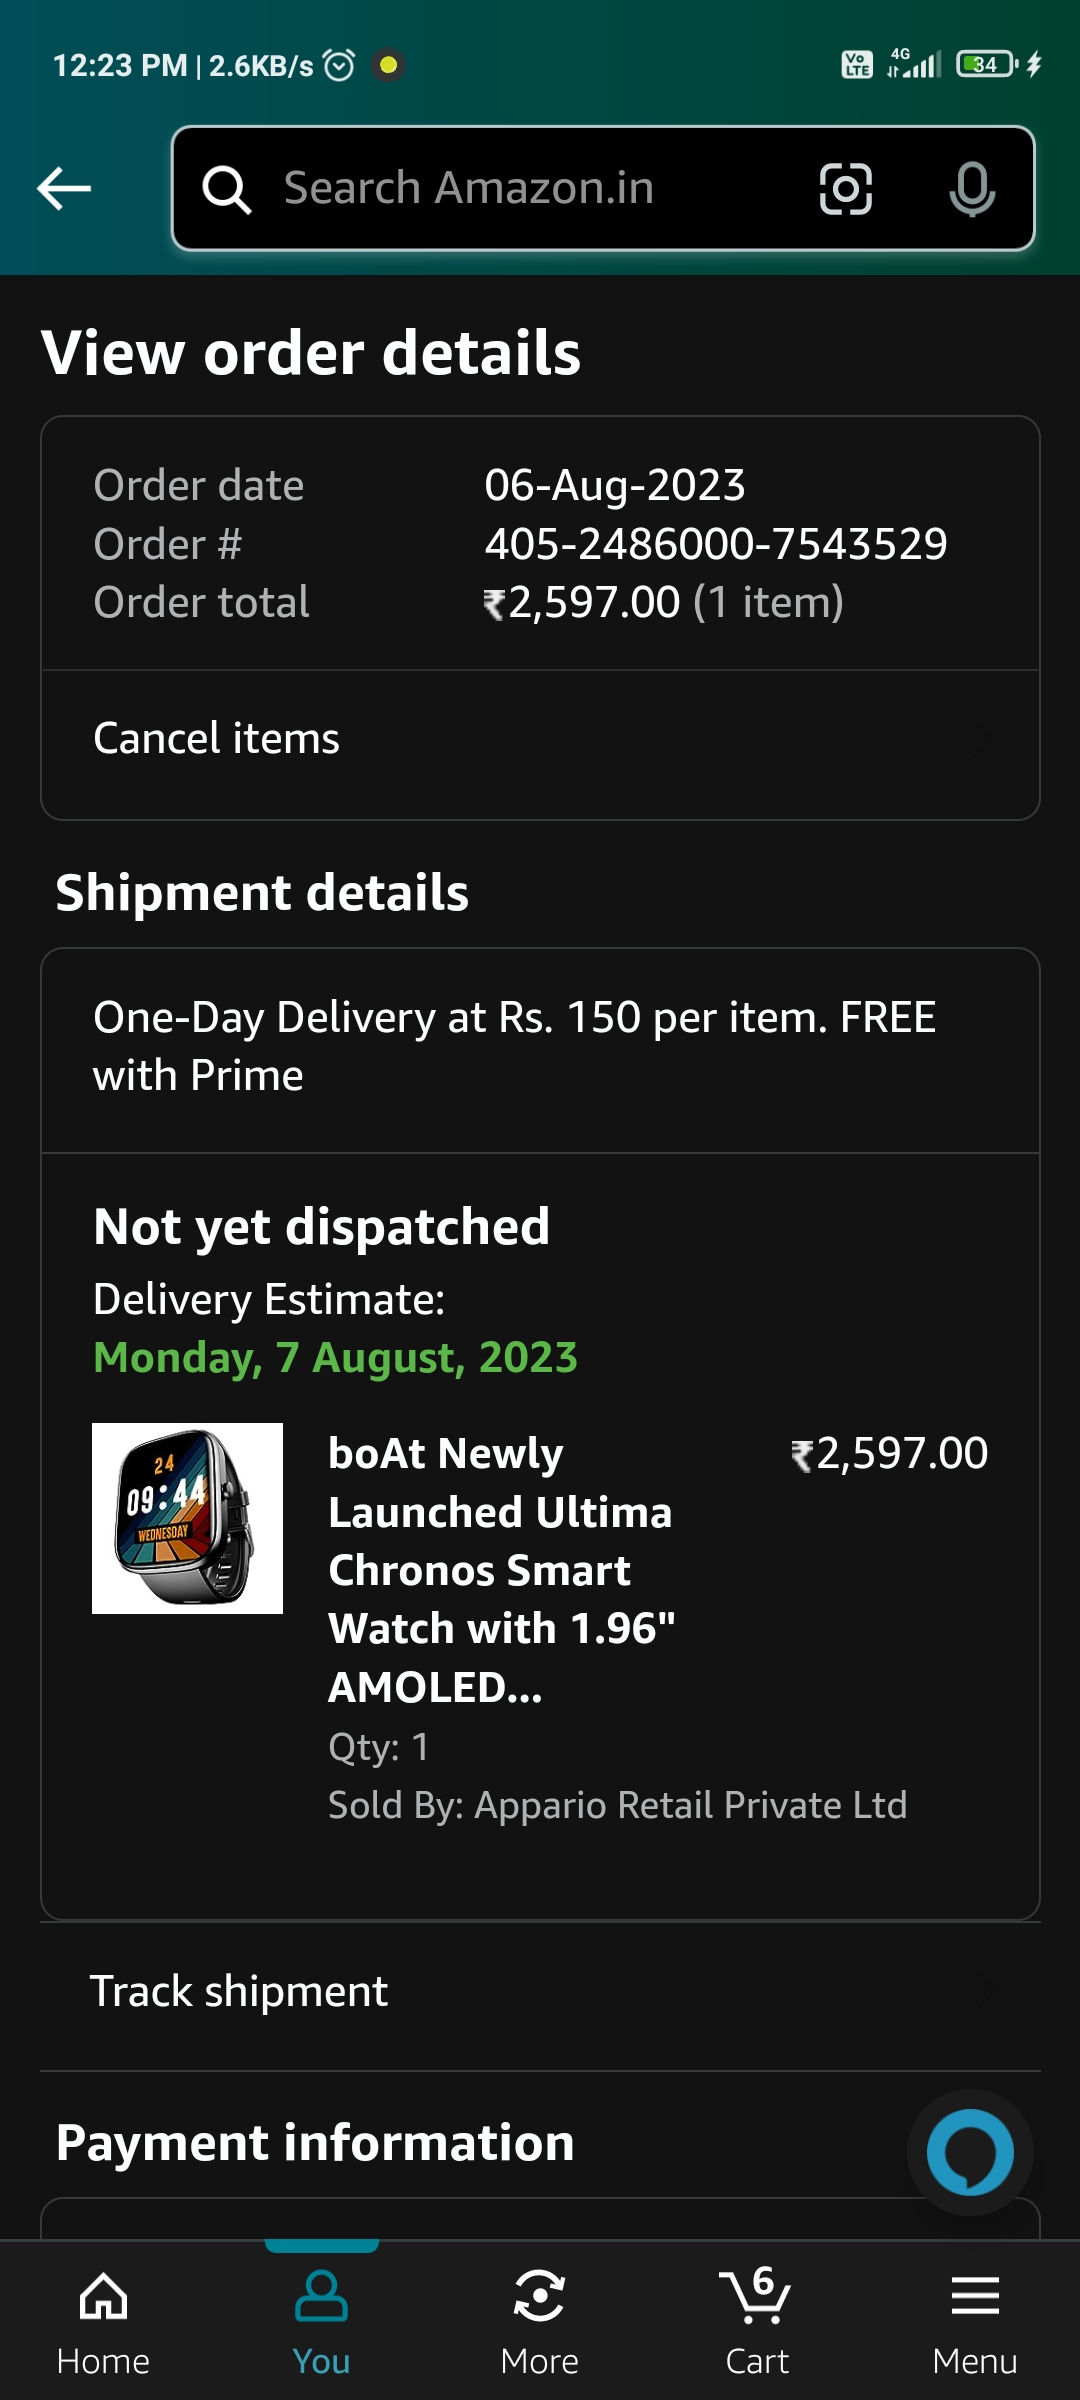 12:23 PM | 2.6KB/s
Vo LTE 4G 34
Search Amazon.in
View order details
Order date 06-Aug-2023
Order # 405-2486000-7543529
Order total ₹2,597.00 (1 item)
Cancel items
Shipment details
One-Day Delivery at Rs. 150 per item. FREE
with Prime
Not yet dispatched
Delivery Estimate:
Monday, 7 August, 2023
24
09:44
WEDNESDAY
boAt Newly ₹2,597.00
Launched Ultima
Chronos Smart
Watch with 1.96"
AMOLED...
Qty: 1
Sold By: Appario Retail Private Ltd
Track shipment
Payment information
6
Home You More Cart Menu